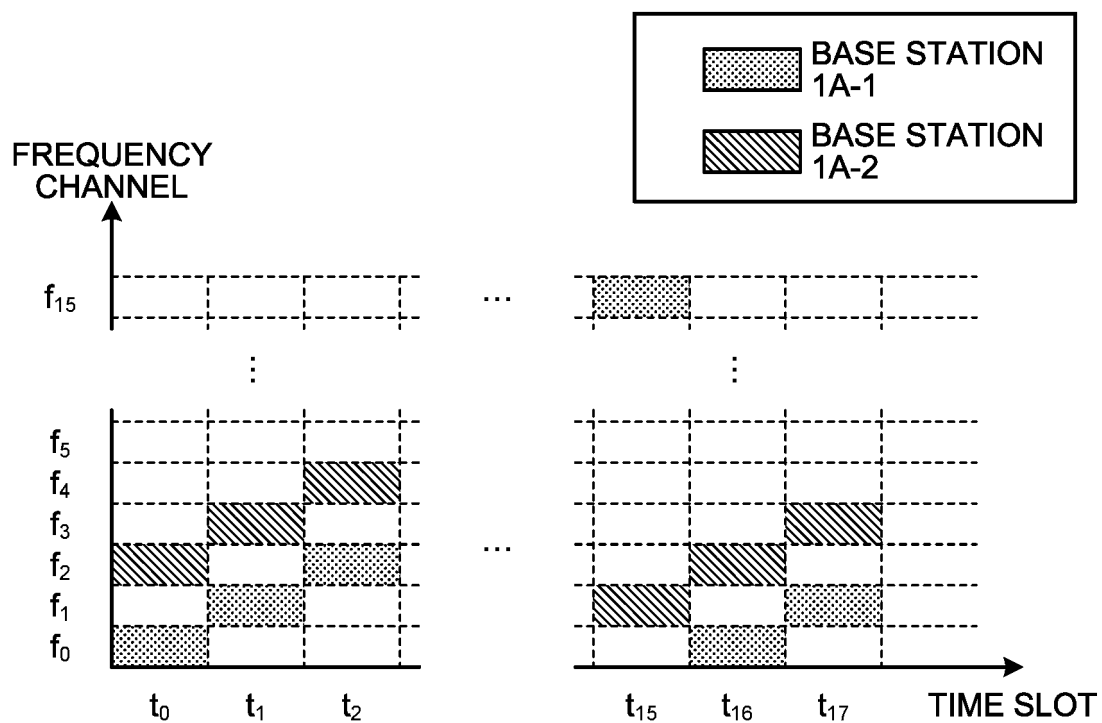 BASE STATION
1A-1
BASE STATION
1A-2
FREQUENCY
CHANNEL
f15
...
⋮ ⋮
f5
f4
f3
f2
...
f1
f0
t0 t1 t2 t15 t16 t17 TIME SLOT